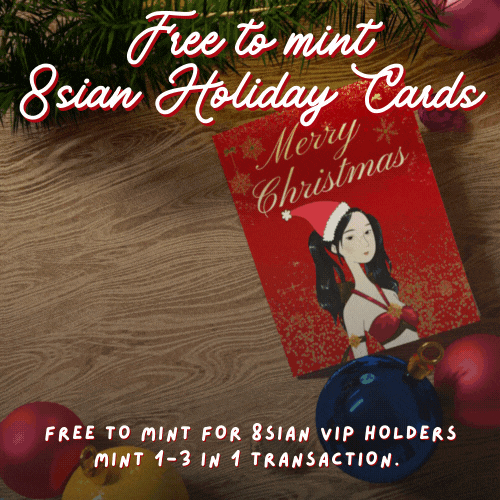 Free to mint
8sian Holiday Cards
Merry
Christmas
FREE TO MINT FOR 8SIAN VIP HOLDERS
MINT 1-3 IN 1 TRANSACTION.